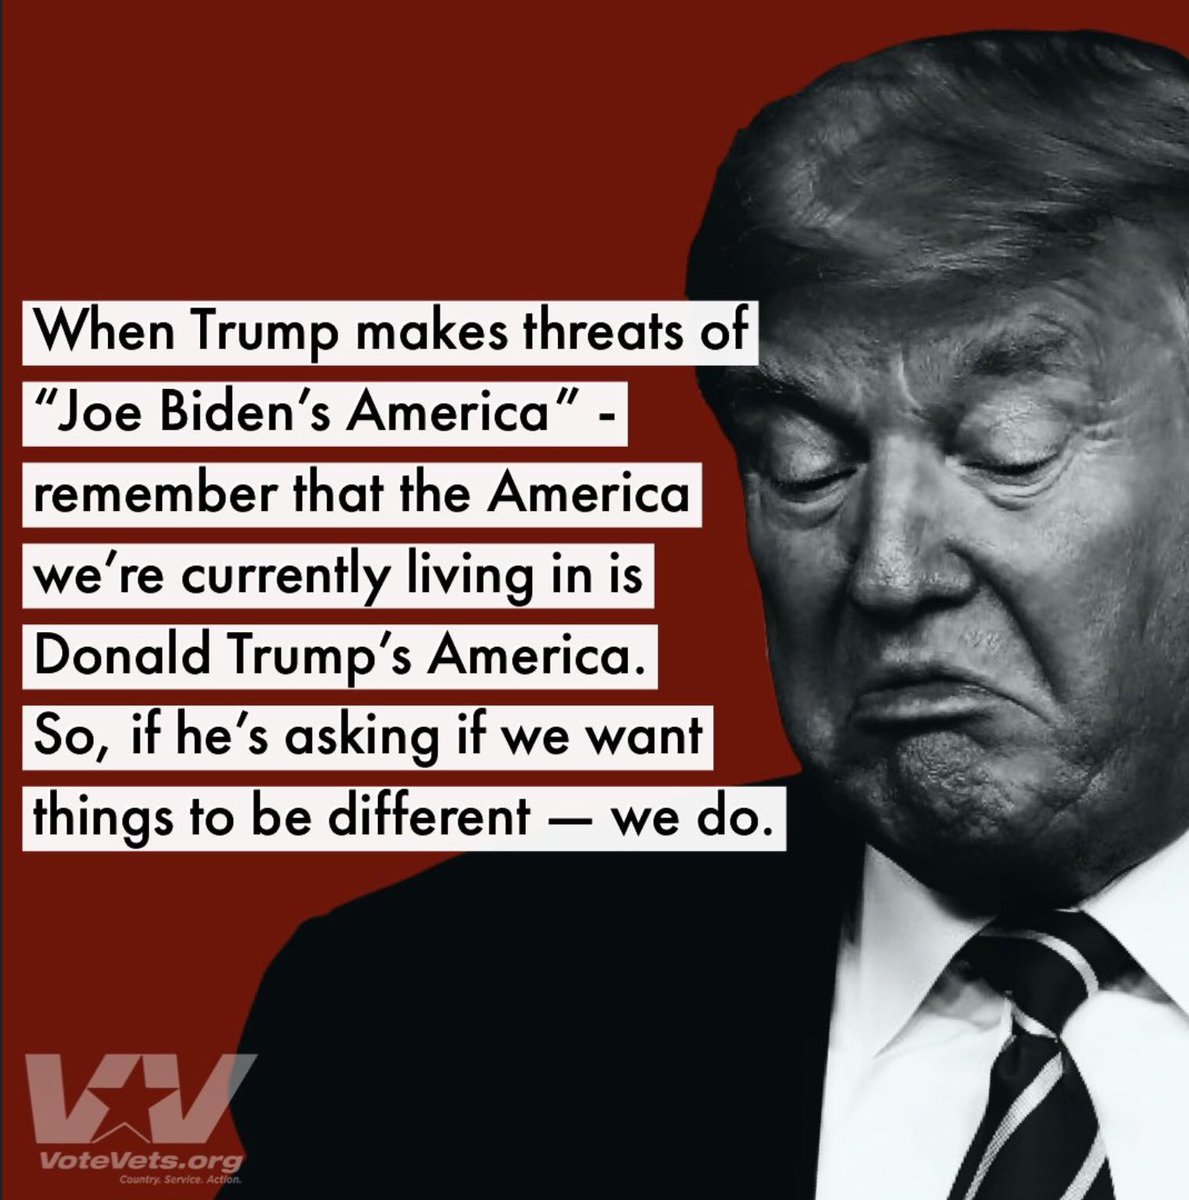 When Trump makes threats of
“Joe Biden’s America” -
remember that the America
we’re currently living in is
Donald Trump’s America.
So, if he’s asking if we want
things to be different — we do.
VV
VoteVets.org
Country. Service. Action.